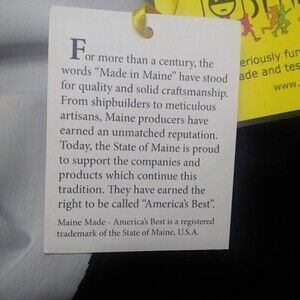 For more than a century, the
words “Made in Maine” have stood
for quality and solid craftsmanship.
From shipbuilders to meticulous
artisans, Maine producers have
earned an unmatched reputation.
Today, the State of Maine is proud
to support the companies and
products which continue this
tradition. They have earned the
right to be called “America’s Best”.
Maine Made - America’s Best is a registered
trademark of the State of Maine, U.S.A.
eriously fun
ade and tes
www.